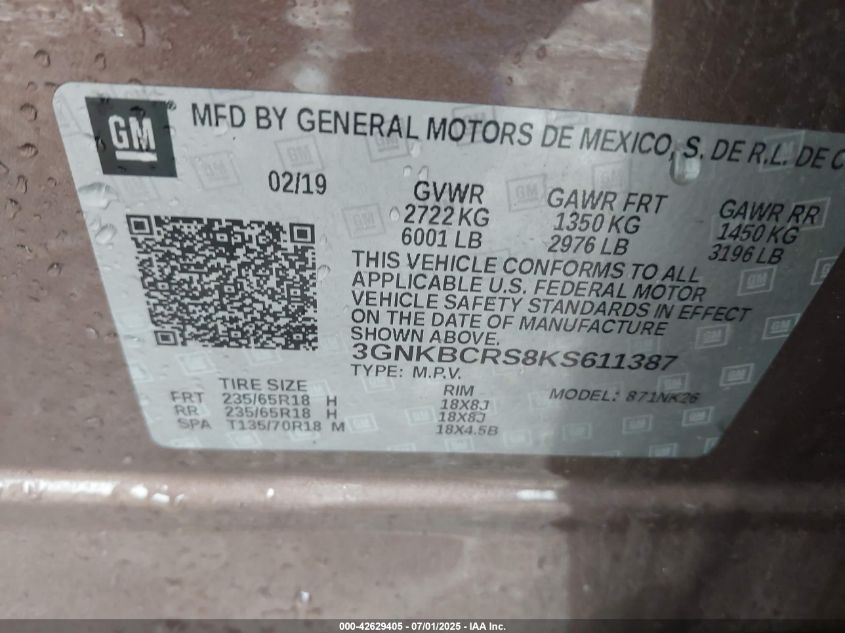 GM
MFD BY GENERAL MOTORS DE MEXICO, S. DE R.L. DE C
02/19
GVWR
2722 KG
6001 LB
GAWR FRT
1350 KG
2976 LB
GAWR RR
1450 KG
3196 LB
THIS VEHICLE CONFORMS TO ALL
APPLICABLE U.S. FEDERAL MOTOR
VEHICLE SAFETY STANDARDS IN EFFECT
ON THE DATE OF MANUFACTURE
SHOWN ABOVE.
3GNKBCRS8KS611387
TYPE: M.P.V.
MODEL: 871NK26
TIRE SIZE RIM
FRT 235/65R18 H 18X8J
RR 235/65R18 H 18X8J
SPA T135/70R18 M 18X4.5B
000-42629405 - 07/01/2025 - IAA Inc.